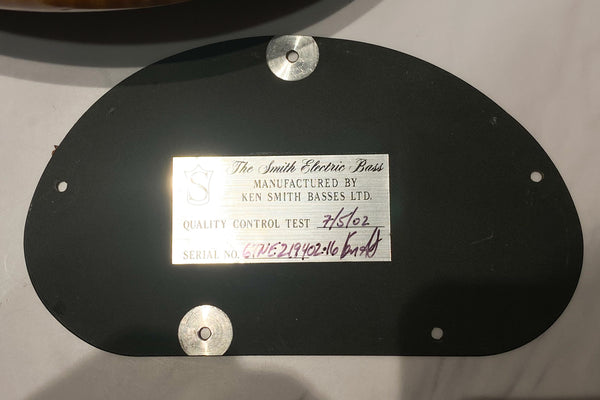 S
The Smith Electric Bass
MANUFACTURED BY
KEN SMITH BASSES LTD.
QUALITY CONTROL TEST 7/5/02
SERIAL NO. 6TNE219402-16